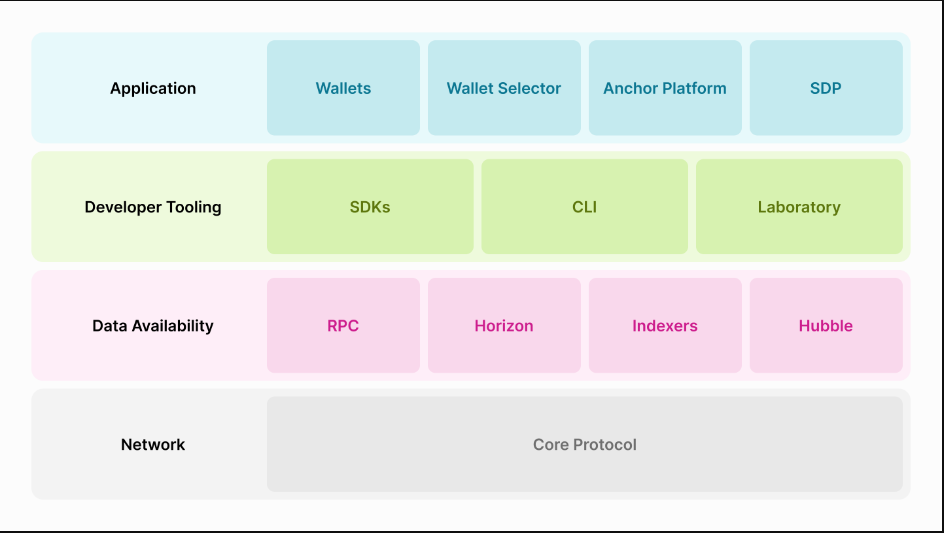 Application
Wallets
Wallet Selector
Anchor Platform
SDP
Developer Tooling
SDKs
CLI
Laboratory
Data Availability
RPC
Horizon
Indexers
Hubble
Network
Core Protocol